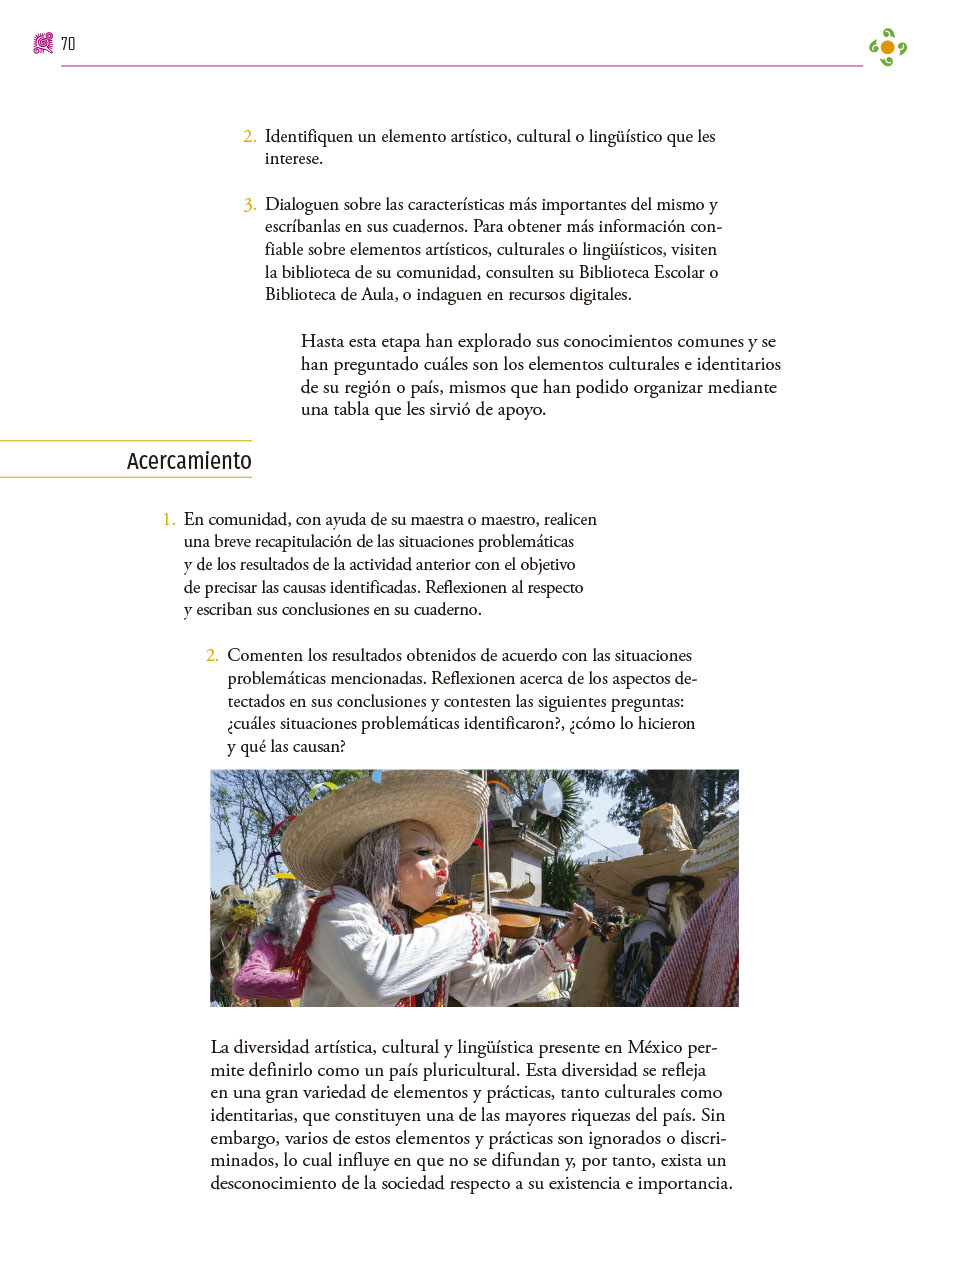 70
2. Identifiquen un elemento artístico, cultural o lingüístico que les
interese.
3. Dialoguen sobre las características más importantes del mismo y
escríbanlas en sus cuadernos. Para obtener más información con-
fiable sobre elementos artísticos, culturales o lingüísticos, visiten
la biblioteca de su comunidad, consulten su Biblioteca Escolar o
Biblioteca de Aula, o indaguen en recursos digitales.
Hasta esta etapa han explorado sus conocimientos comunes y se
han preguntado cuáles son los elementos culturales e identitarios
de su región o país, mismos que han podido organizar mediante
una tabla que les sirvió de apoyo.
Acercamiento
1. En comunidad, con ayuda de su maestra o maestro, realicen
una breve recapitulación de las situaciones problemáticas
y de los resultados de la actividad anterior con el objetivo
de precisar las causas identificadas. Reflexionen al respecto
y escriban sus conclusiones en su cuaderno.
2. Comenten los resultados obtenidos de acuerdo con las situaciones
problemáticas mencionadas. Reflexionen acerca de los aspectos de-
tectados en sus conclusiones y contesten las siguientes preguntas:
¿cuáles situaciones problemáticas identificaron?, ¿cómo lo hicieron
y qué las causan?
La diversidad artística, cultural y lingüística presente en México per-
mite definirlo como un país pluricultural. Esta diversidad se refleja
en una gran variedad de elementos y prácticas, tanto culturales como
identitarias, que constituyen una de las mayores riquezas del país. Sin
embargo, varios de estos elementos y prácticas son ignorados o discri-
minados, lo cual influye en que no se difundan y, por tanto, exista un
desconocimiento de la sociedad respecto a su existencia e importancia.